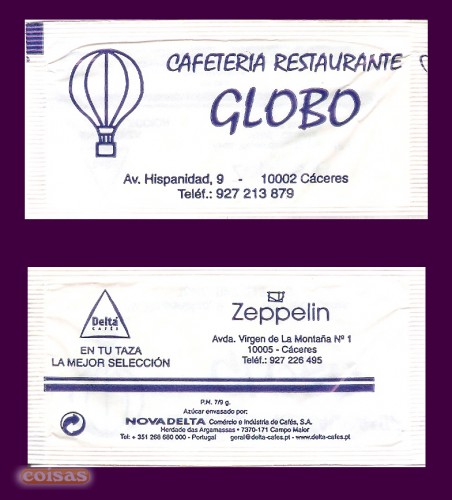 CAFETERIA RESTAURANTE
GLOBO
Av. Hispanidad, 9 - 10002 Cáceres
Teléf.: 927 213 879
Delta
CAFÉS
EN TU TAZA
LA MEJOR SELECCIÓN
Zeppelin
Avda. Virgen de La Montaña Nº 1
10005 - Cáceres
Teléf.: 927 226 495
P.N. 7/9 g.
Azúcar envasado por:
NOVADELTA Comércio e Indústria de Cafés, S.A.
Herdade das Argamassas • 7370-171 Campo Maior
Tel: + 351 268 680 000 - Portugal geral@delta-cafes.pt - www.delta-cafes.pt
coisas